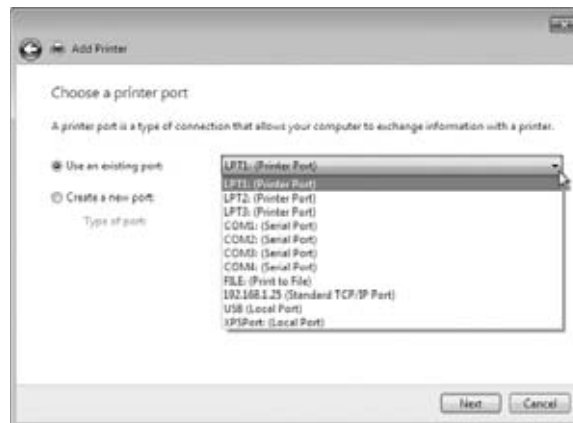 Add Printer
Choose a printer port
A printer port is a type of connection that allows your computer to exchange information with a printer.
Use an existing port: LPT1: (Printer Port)
LPT1: (Printer Port)
LPT2: (Printer Port)
LPT3: (Printer Port)
Create a new port:
Type of port:
COM1: (Serial Port)
COM2: (Serial Port)
COM3: (Serial Port)
COM4: (Serial Port)
FILE: (Print to File)
192.168.1.25 (Standard TCP/IP Port)
USB (Local Port)
XPSPort: (Local Port)
Next Cancel